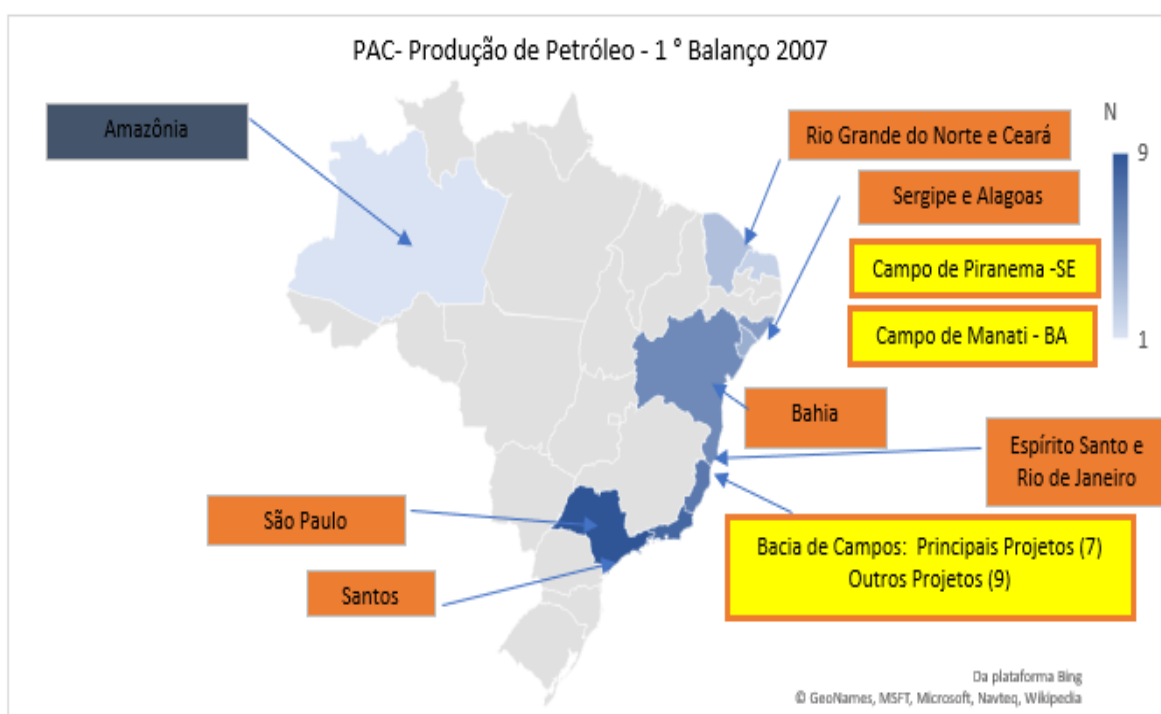 PAC- Produção de Petróleo - 1 ° Balanço 2007
Amazônia
Rio Grande do Norte e Ceará
N
9
Sergipe e Alagoas
Campo de Piranema -SE
Campo de Manati - BA
1
Bahia
Espírito Santo e
Rio de Janeiro
São Paulo
Bacia de Campos: Principais Projetos (7)
Outros Projetos (9)
Santos
Da plataforma Bing
© GeoNames, MSFT, Microsoft, Navteq, Wikipedia